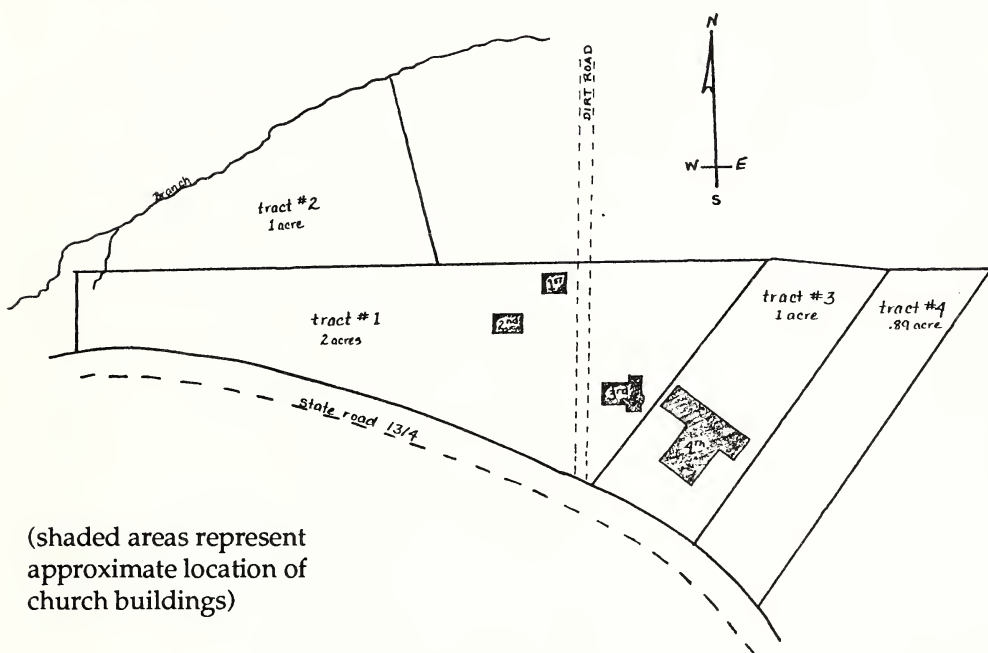 N
DIRT ROAD
W E
S
Branch
tract #2
1 acre
1st
tract #1
2 acres
2nd
tract #3
1 acre
tract #4
.89 acre
3rd
4th
state road 1314
(shaded areas represent
approximate location of
church buildings)